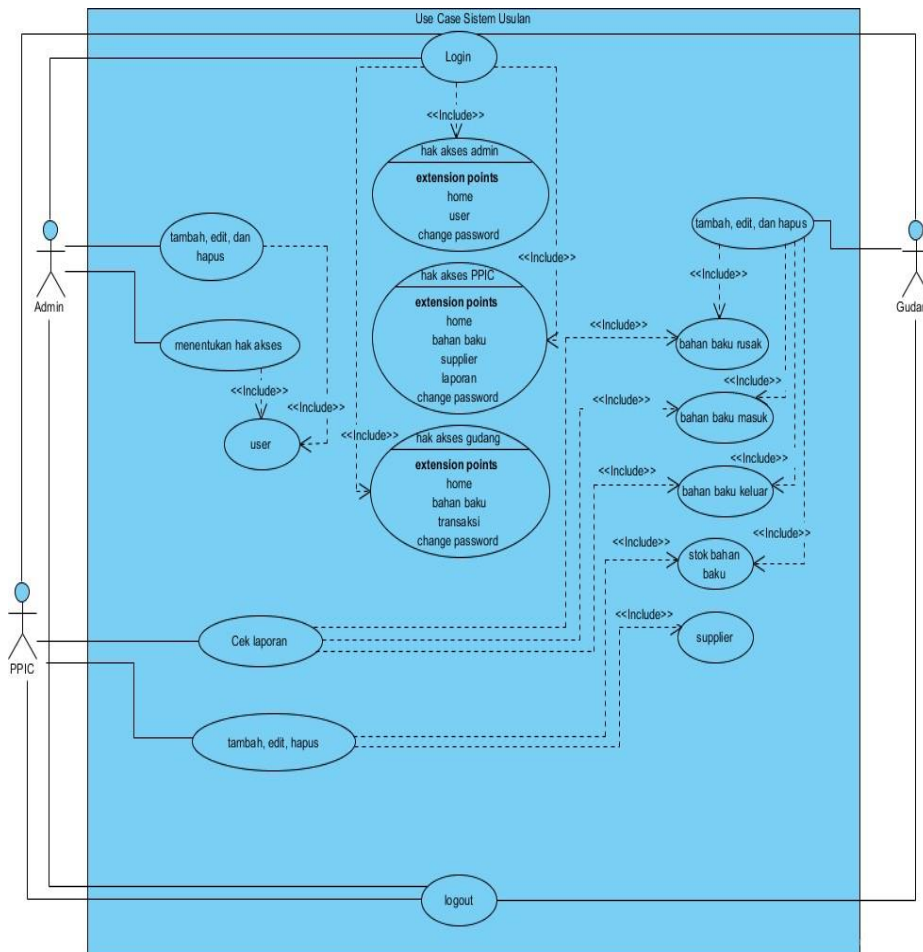 Use Case Sistem Usulan
Login
<<Include>>
hak akses admin
extension points
home
user
change password
tambah, edit, dan
hapus
tambah, edit, dan hapus
Admin
Gudan
<<Include>>
<<Include>>
hak akses PPIC
extension points
home
bahan baku
supplier
laporan
change password
menentukan hak akses
<<Include>>
bahan baku rusak
<<Include>>
<<Include>>
<<Include>>
<<Include>>
bahan baku masuk
user
<<Include>>
hak akses gudang
extension points
home
bahan baku
transaksi
change password
<<Include>>
<<Include>>
bahan baku keluar
<<Include>>
<<Include>>
stok bahan
baku
<<Include>>
supplier
PPIC
Cek laporan
tambah, edit, hapus
logout